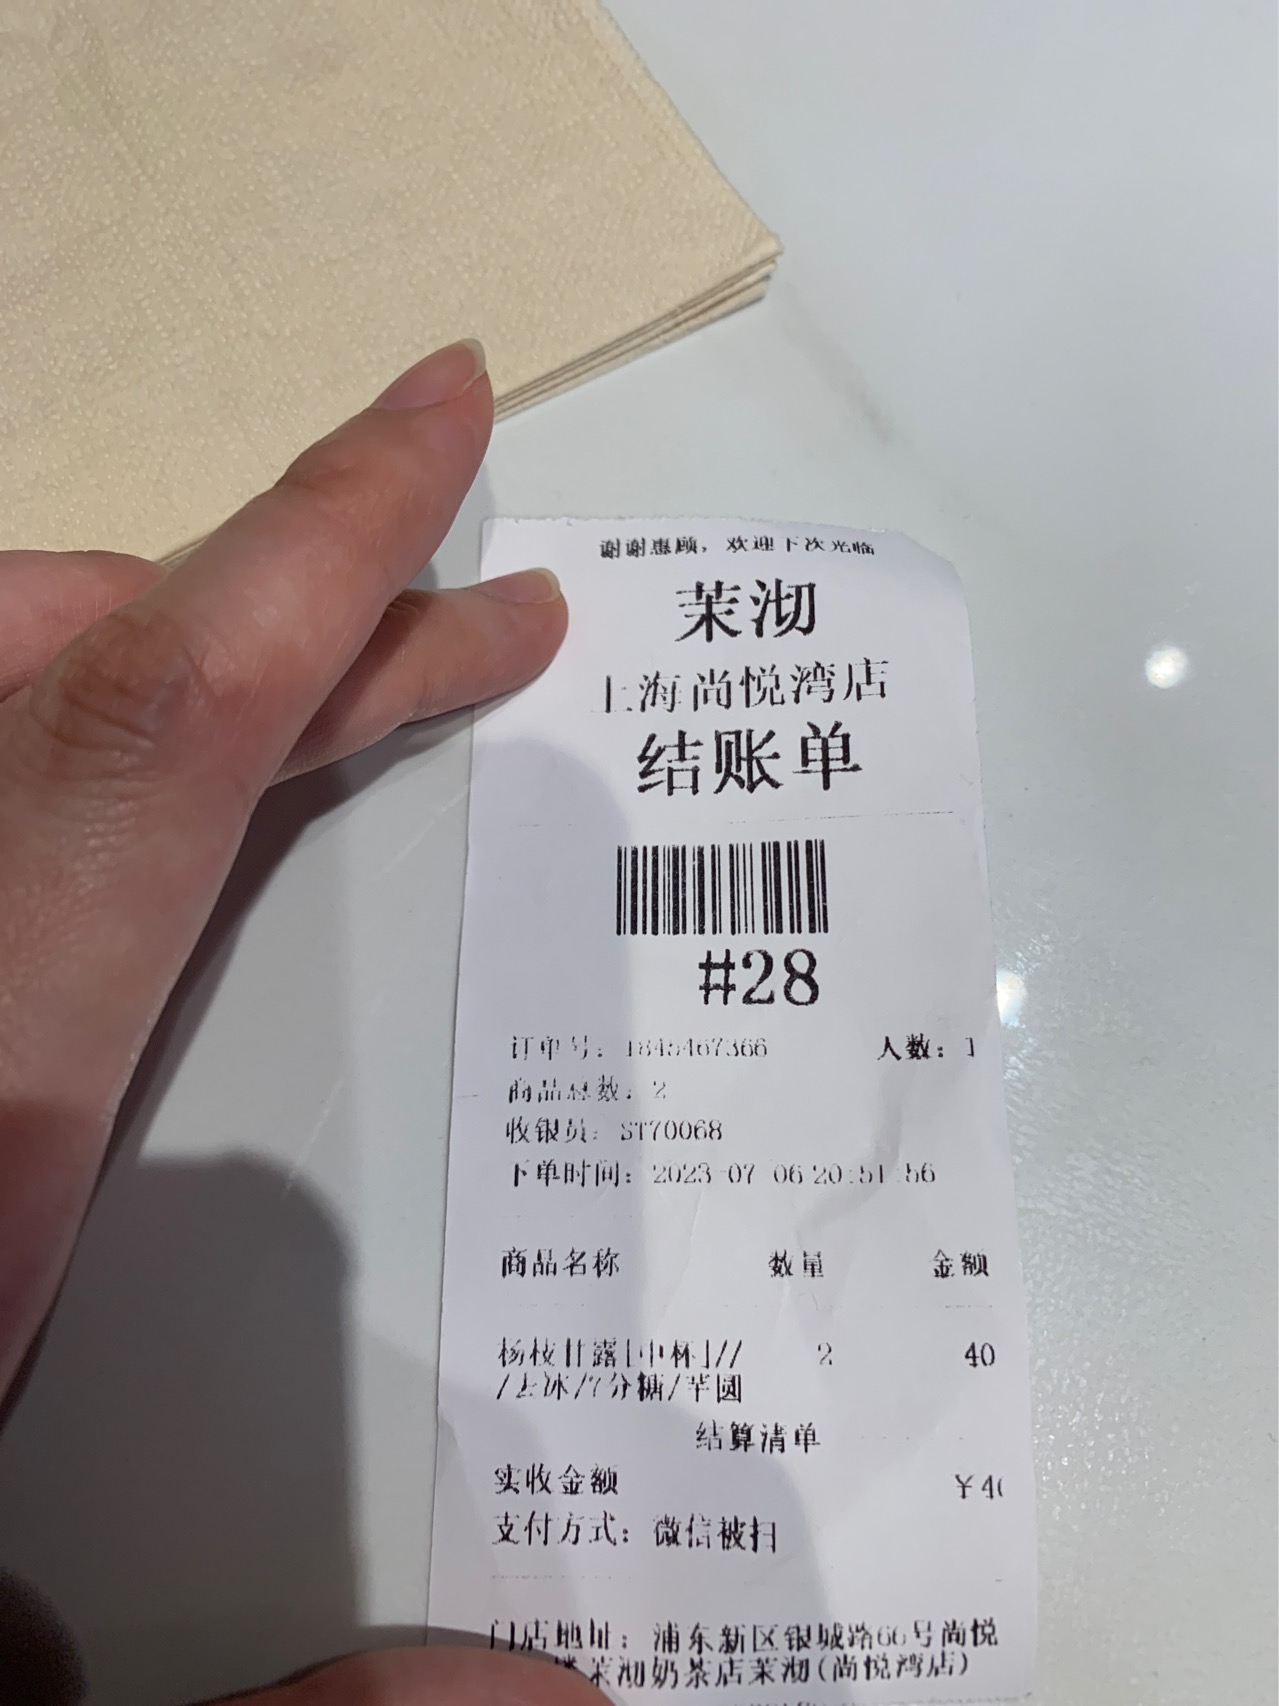 谢谢惠顾，欢迎下次光临
茉沏
上海尚悦湾店
结账单
#28
订单号：1845467366 人数：1
商品总数：2
收银员：ST70068
下单时间：2023-07-06 20:51:56
商品名称 数量 金额
杨枝甘露[中杯]// 2 40
/去冰/7分糖/芋圆
结算清单
实收金额 ￥40
支付方式：微信被扫
门店地址：浦东新区银城路66号尚悦
楼茉沏奶茶店茉沏(尚悦湾店)